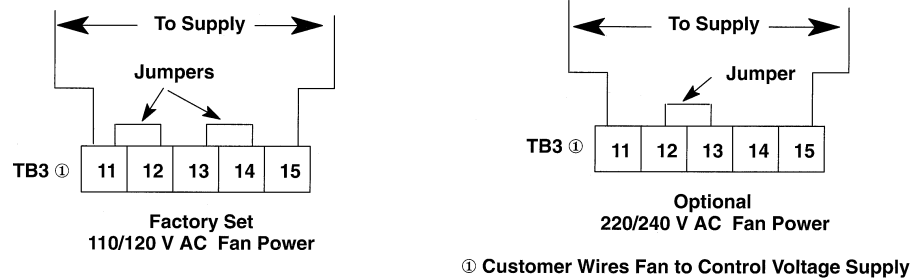 To Supply
Jumpers
TB3 ① 11 12 13 14 15
Factory Set
110/120 V AC Fan Power
To Supply
Jumper
TB3 ① 11 12 13 14 15
Optional
220/240 V AC Fan Power
① Customer Wires Fan to Control Voltage Supply